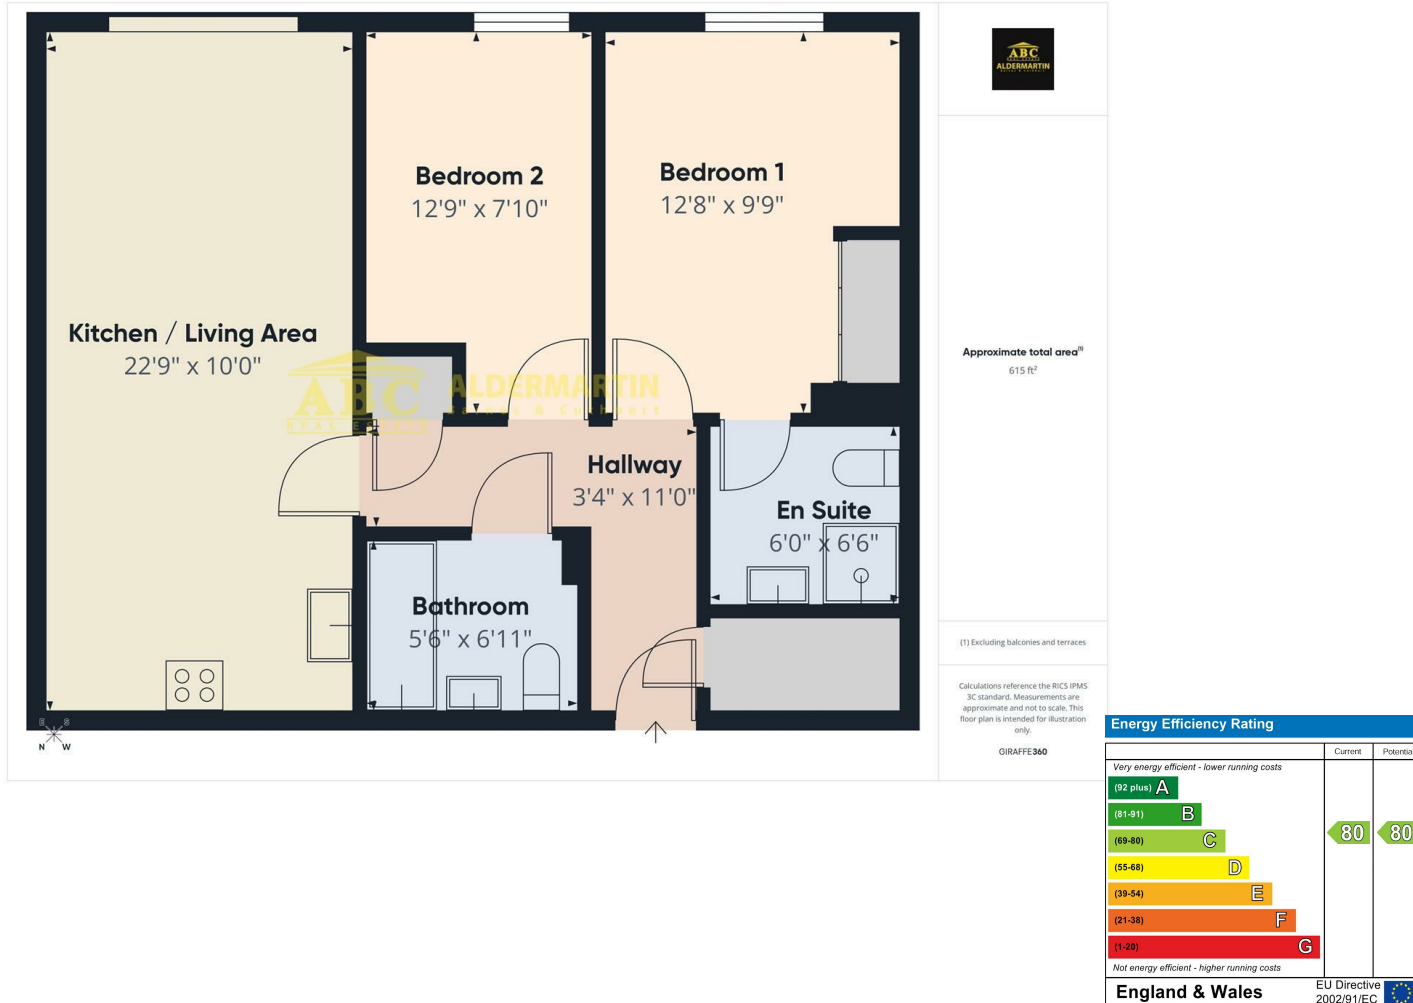 Bedroom 2
12'9" x 7'10"
Bedroom 1
12'8" x 9'9"
Kitchen / Living Area
22'9" x 10'0"
ABC
REAL ESTATE
ALDERMARTIN
Baines & Cuthbert
Hallway
3'4" x 11'0"
En Suite
6'0" x 6'6"
Bathroom
5'6" x 6'11"
E S
N W
ABC
ALDERMARTIN
Approximate total area(1)
615 ft²
(1) Excluding balconies and terraces
Calculations reference the RICS IPMS
3C standard. Measurements are
approximate and not to scale. This
floor plan is intended for illustration
only.
GIRAFFE360
Energy Efficiency Rating
Current
Potentia
Very energy efficient - lower running costs
(92 plus) A
(81-91) B
(69-80) C
(55-68) D
(39-54) E
(21-38) F
(1-20) G
80
80
Not energy efficient - higher running costs
England & Wales
EU Directive
2002/91/EC